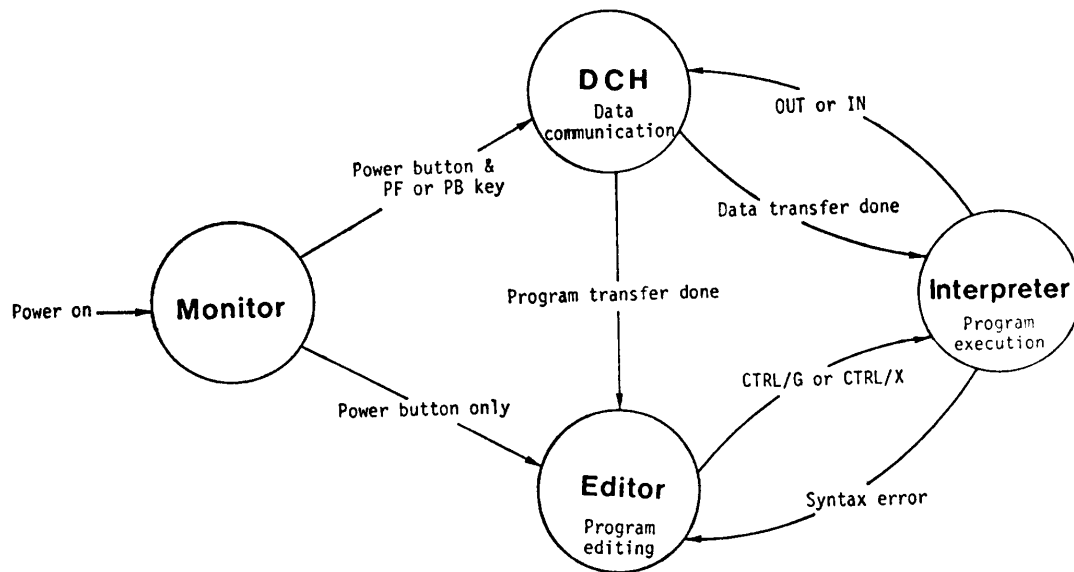 DCH
Data
communication
OUT or IN
Power button &
PF or PB key
Data transfer done
Power on
Monitor
Program transfer done
Interpreter
Program
execution
CTRL/G or CTRL/X
Power button only
Editor
Program
editing
Syntax error